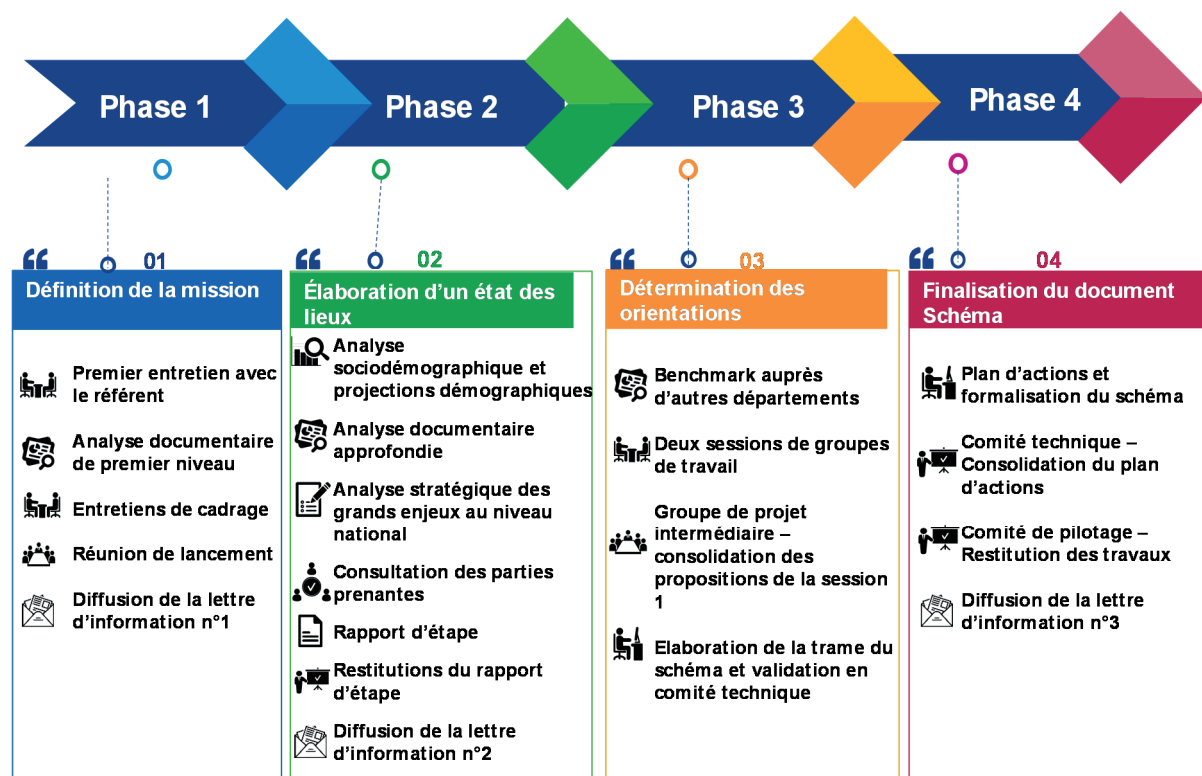 Phase 1
Phase 2
Phase 3
Phase 4
01
Définition de la mission
Premier entretien avec
le référent
Analyse documentaire
de premier niveau
Entretiens de cadrage
Réunion de lancement
Diffusion de la lettre
d’information n°1
02
Élaboration d’un état des
lieux
Analyse
sociodémographique et
projections démographiques
Analyse documentaire
approfondie
Analyse stratégique des
grands enjeux au niveau
national
Consultation des parties
prenantes
Rapport d’étape
Restitutions du rapport
d’étape
Diffusion de la lettre
d’information n°2
03
Détermination des
orientations
Benchmark auprès
d’autres départements
Deux sessions de groupes
de travail
Groupe de projet
intermédiaire –
consolidation des
propositions de la session
1
Elaboration de la trame du
schéma et validation en
comité technique
04
Finalisation du document
Schéma
Plan d’actions et
formalisation du schéma
Comité technique –
Consolidation du plan
d’actions
Comité de pilotage –
Restitution des travaux
Diffusion de la lettre
d’information n°3